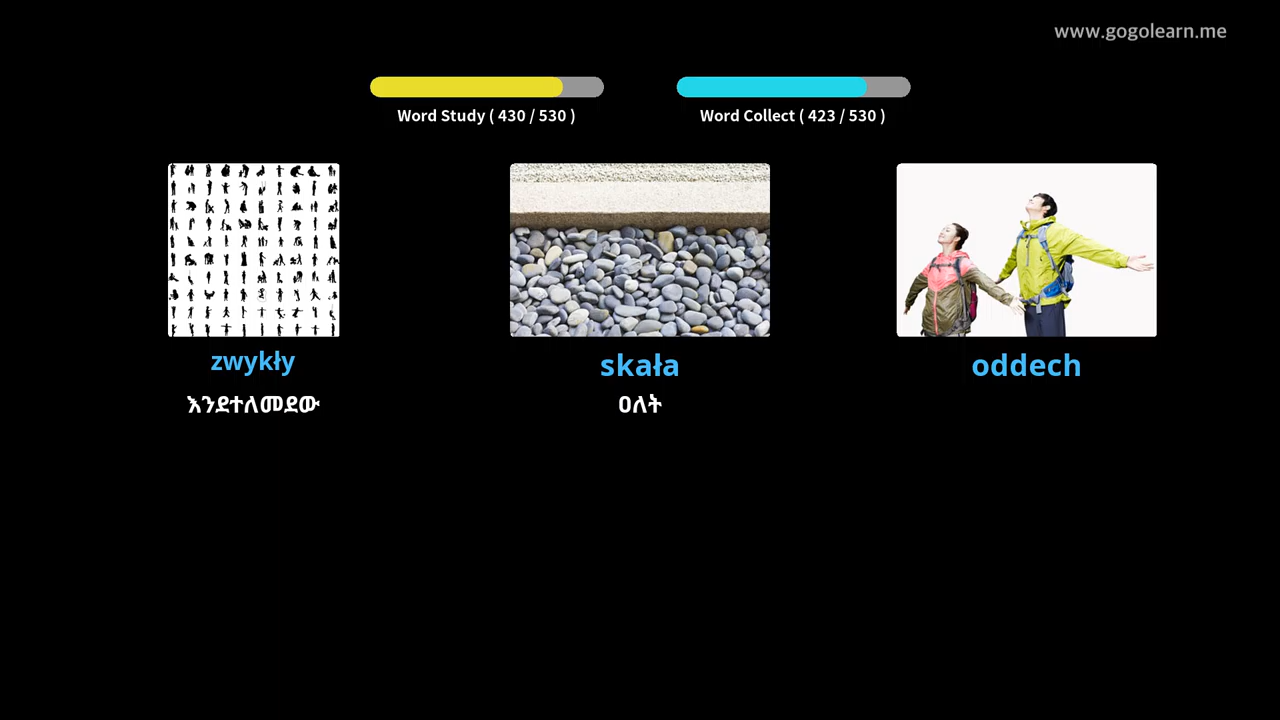 www.gogolearn.me
Word Study ( 430 / 530 )
Word Collect ( 423 / 530 )
zwykły
skała
oddech
እንደተለመደው
ዐለት